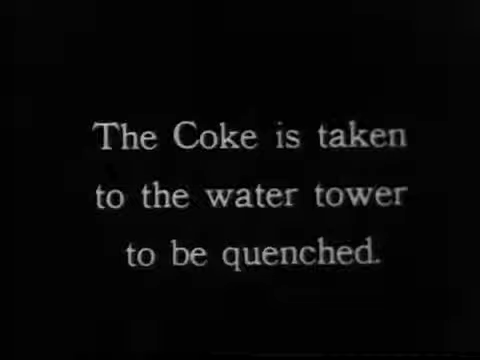 The Coke is taken
to the water tower
to be quenched.